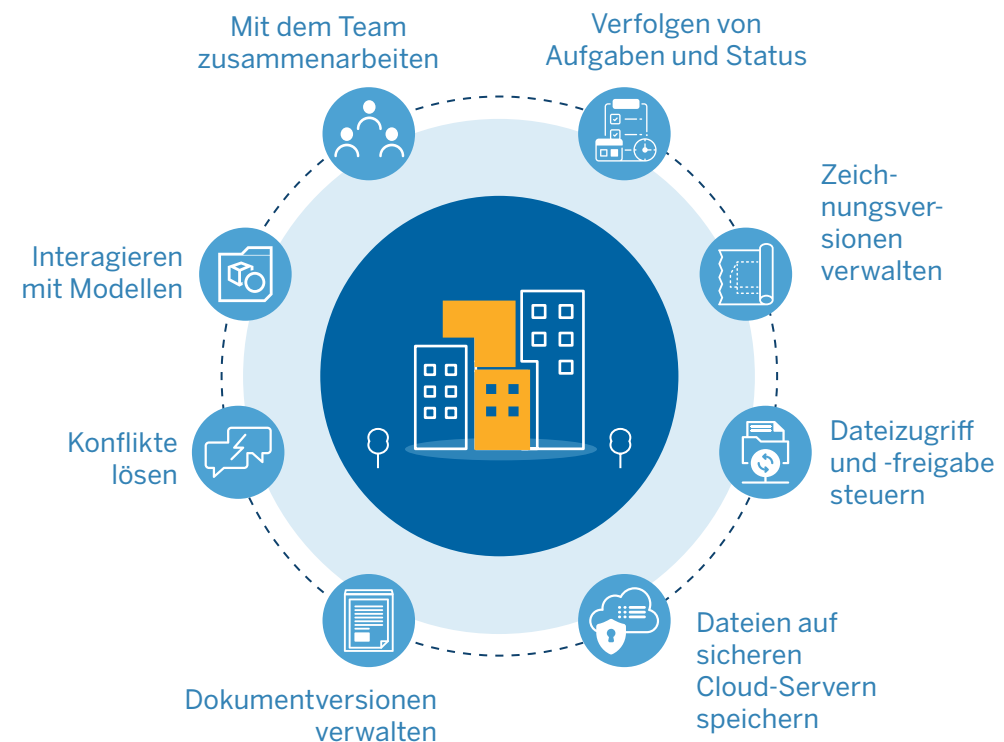 Mit dem Team
zusammenarbeiten
Verfolgen von
Aufgaben und Status
Zeich-
nungsver-
sionen
verwalten
Dateizugriff
und -freigabe
steuern
Dateien auf
sicheren
Cloud-Servern
speichern
Dokumentversionen
verwalten
Konflikte
lösen
Interagieren
mit Modellen